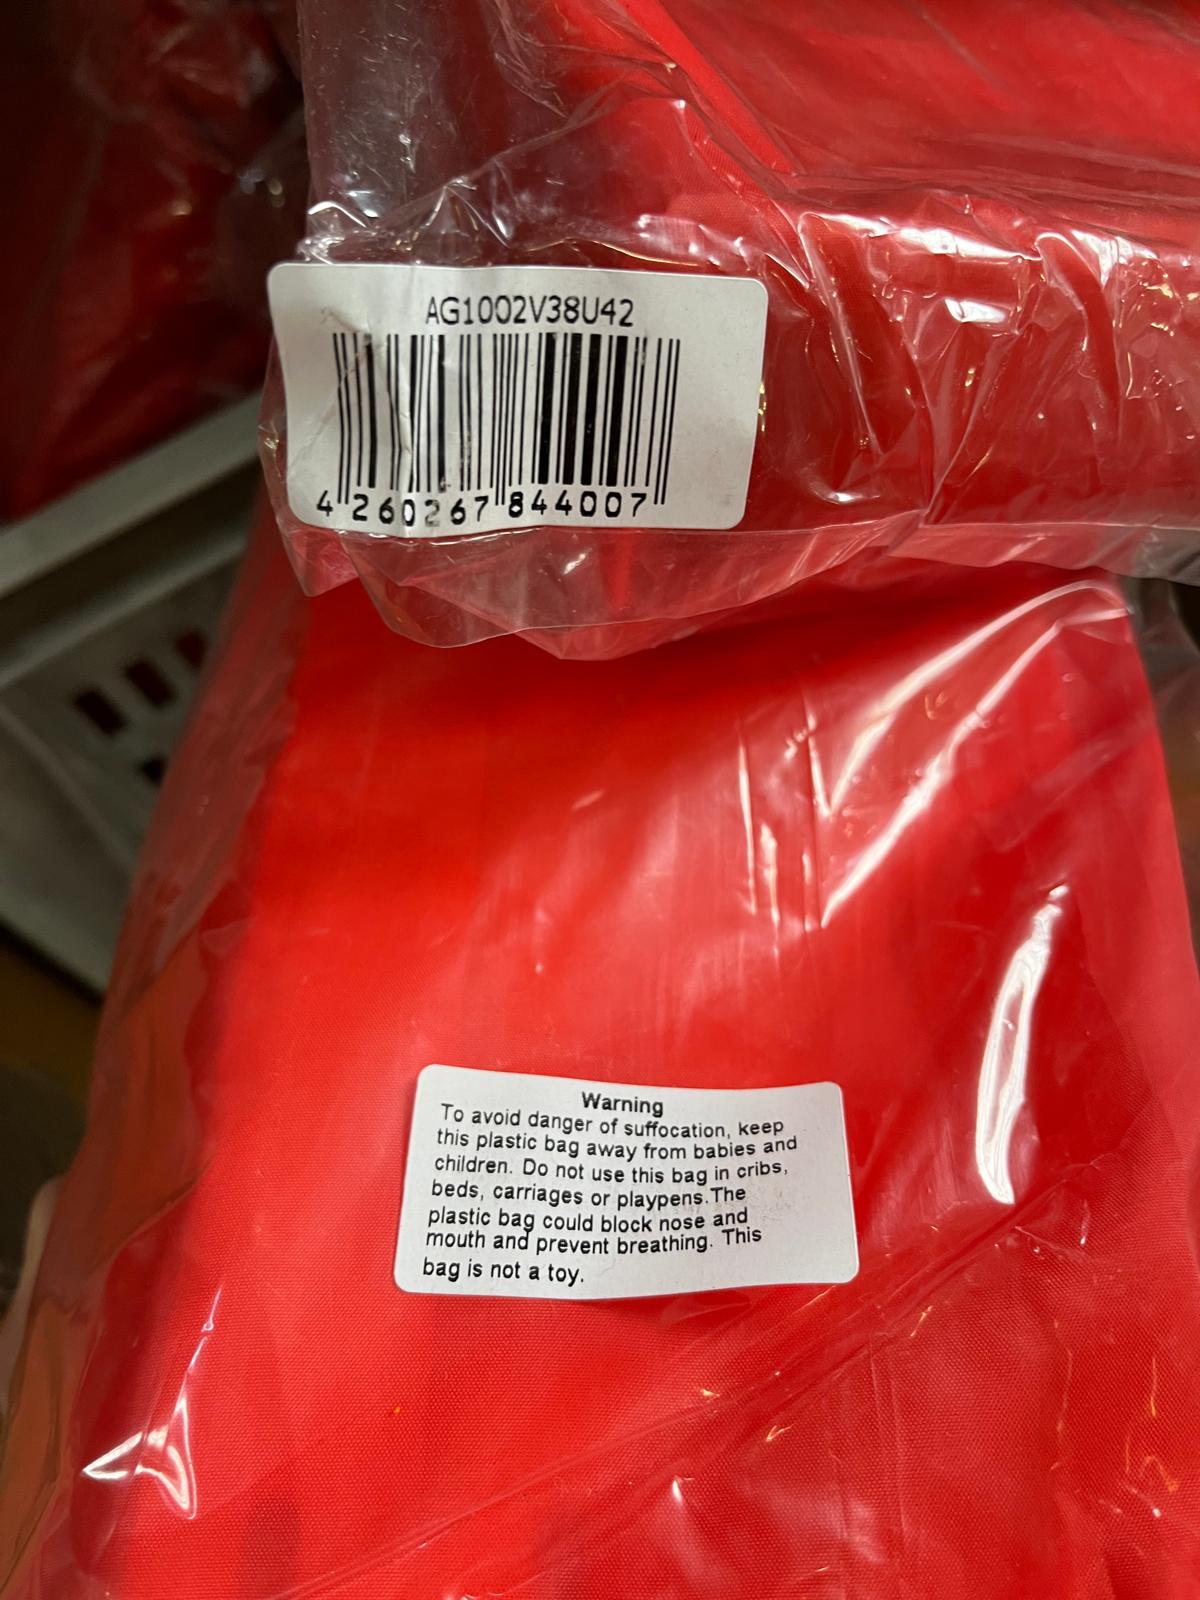 AG1002V38U42
4 260267 844007
Warning
To avoid danger of suffocation, keep
this plastic bag away from babies and
children. Do not use this bag in cribs,
beds, carriages or playpens.The
plastic bag could block nose and
mouth and prevent breathing. This
bag is not a toy.